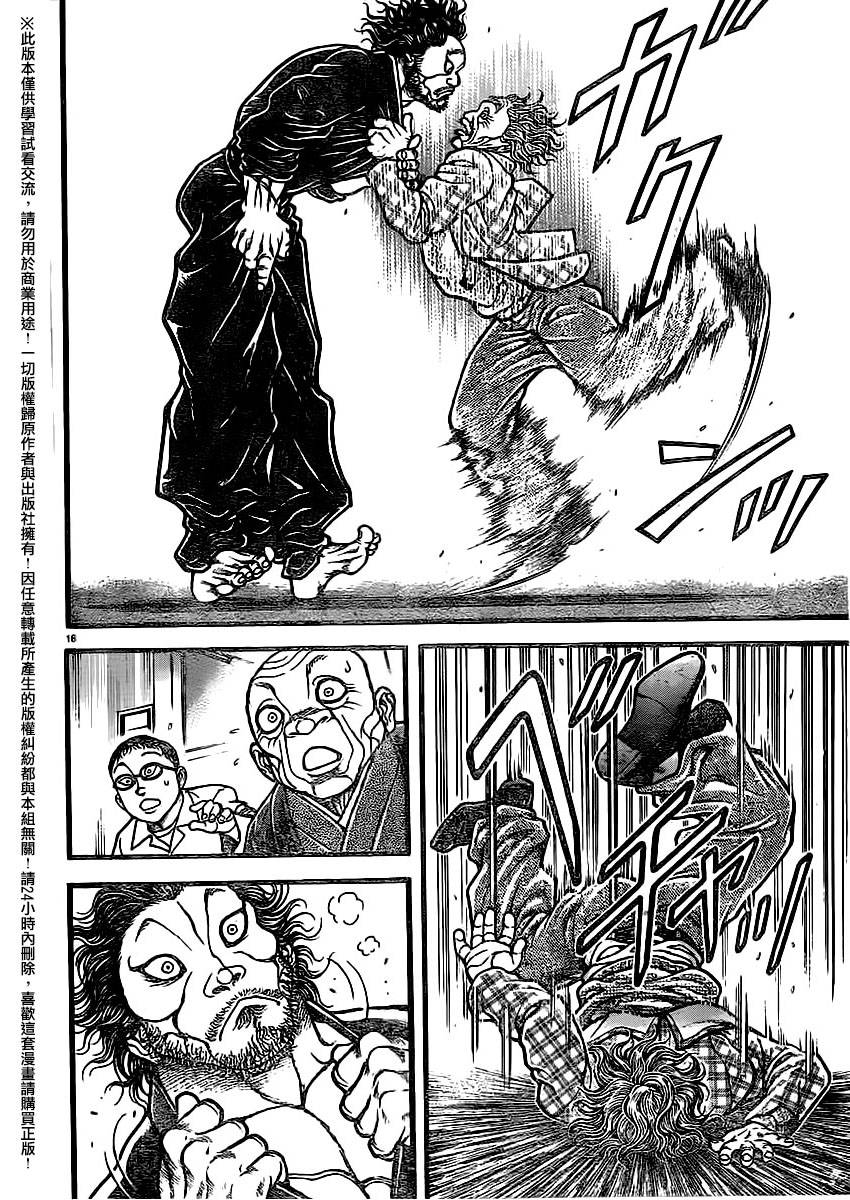 ※此版本僅供學習試看交流，請勿用於商業用途！一切版權歸原作者與出版社擁有！因任意轉載所產生的版權糾紛都與本組無關！請24小時內刪除，喜歡這套漫畫請購買正版！
ガクンッ
16
ベギャッ